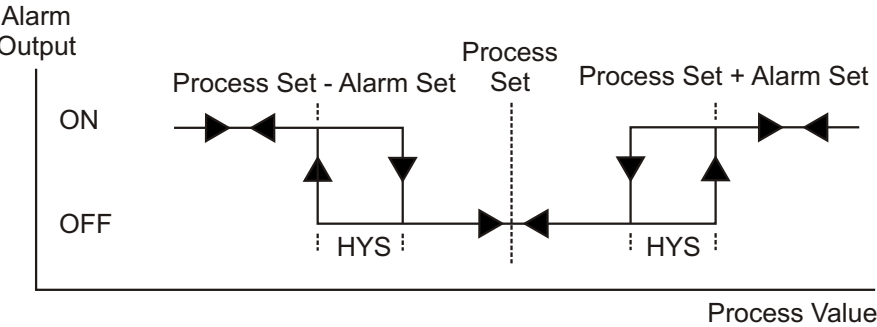 Alarm
Output
Process
Set
Process Set - Alarm Set
Process Set + Alarm Set
ON
OFF
HYS
HYS
Process Value